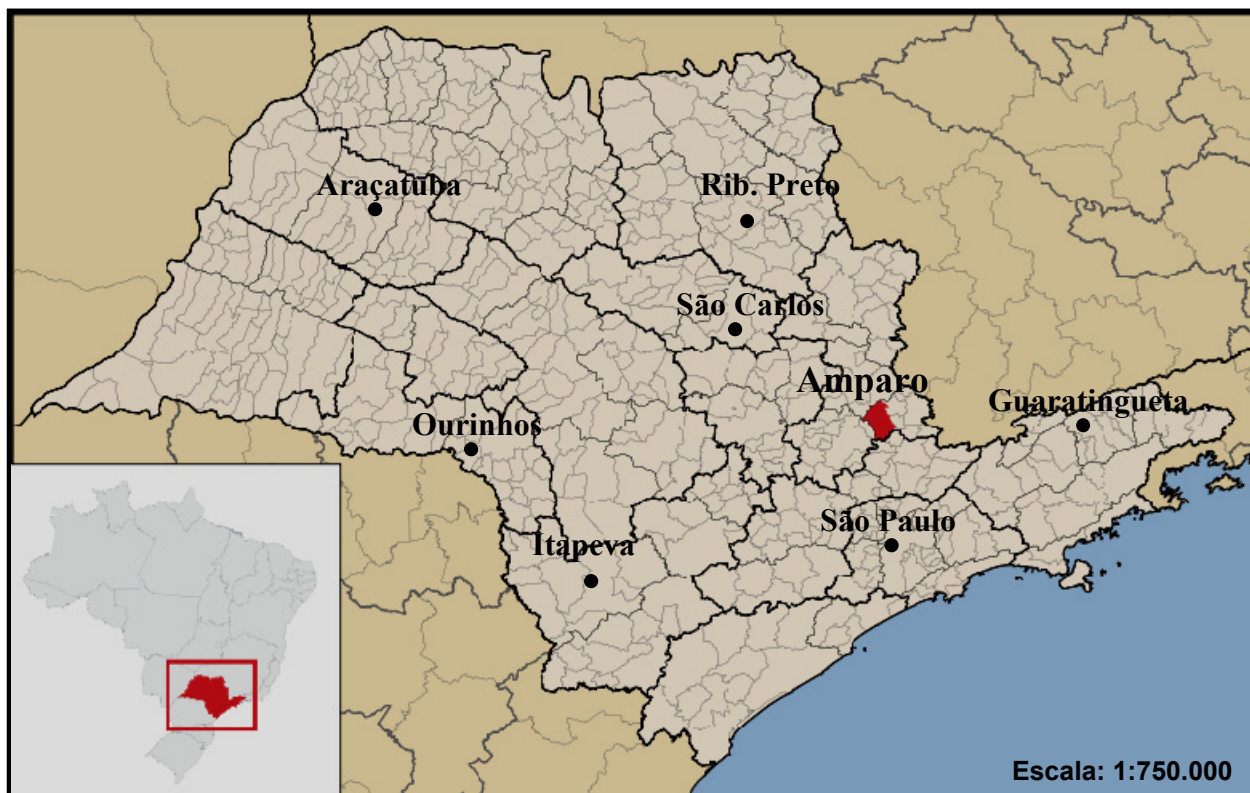 Araçatuba
Rib. Preto
São Carlos
Amparo
Guaratingueta
Ourinhos
São Paulo
Itapeva
Escala: 1:750.000